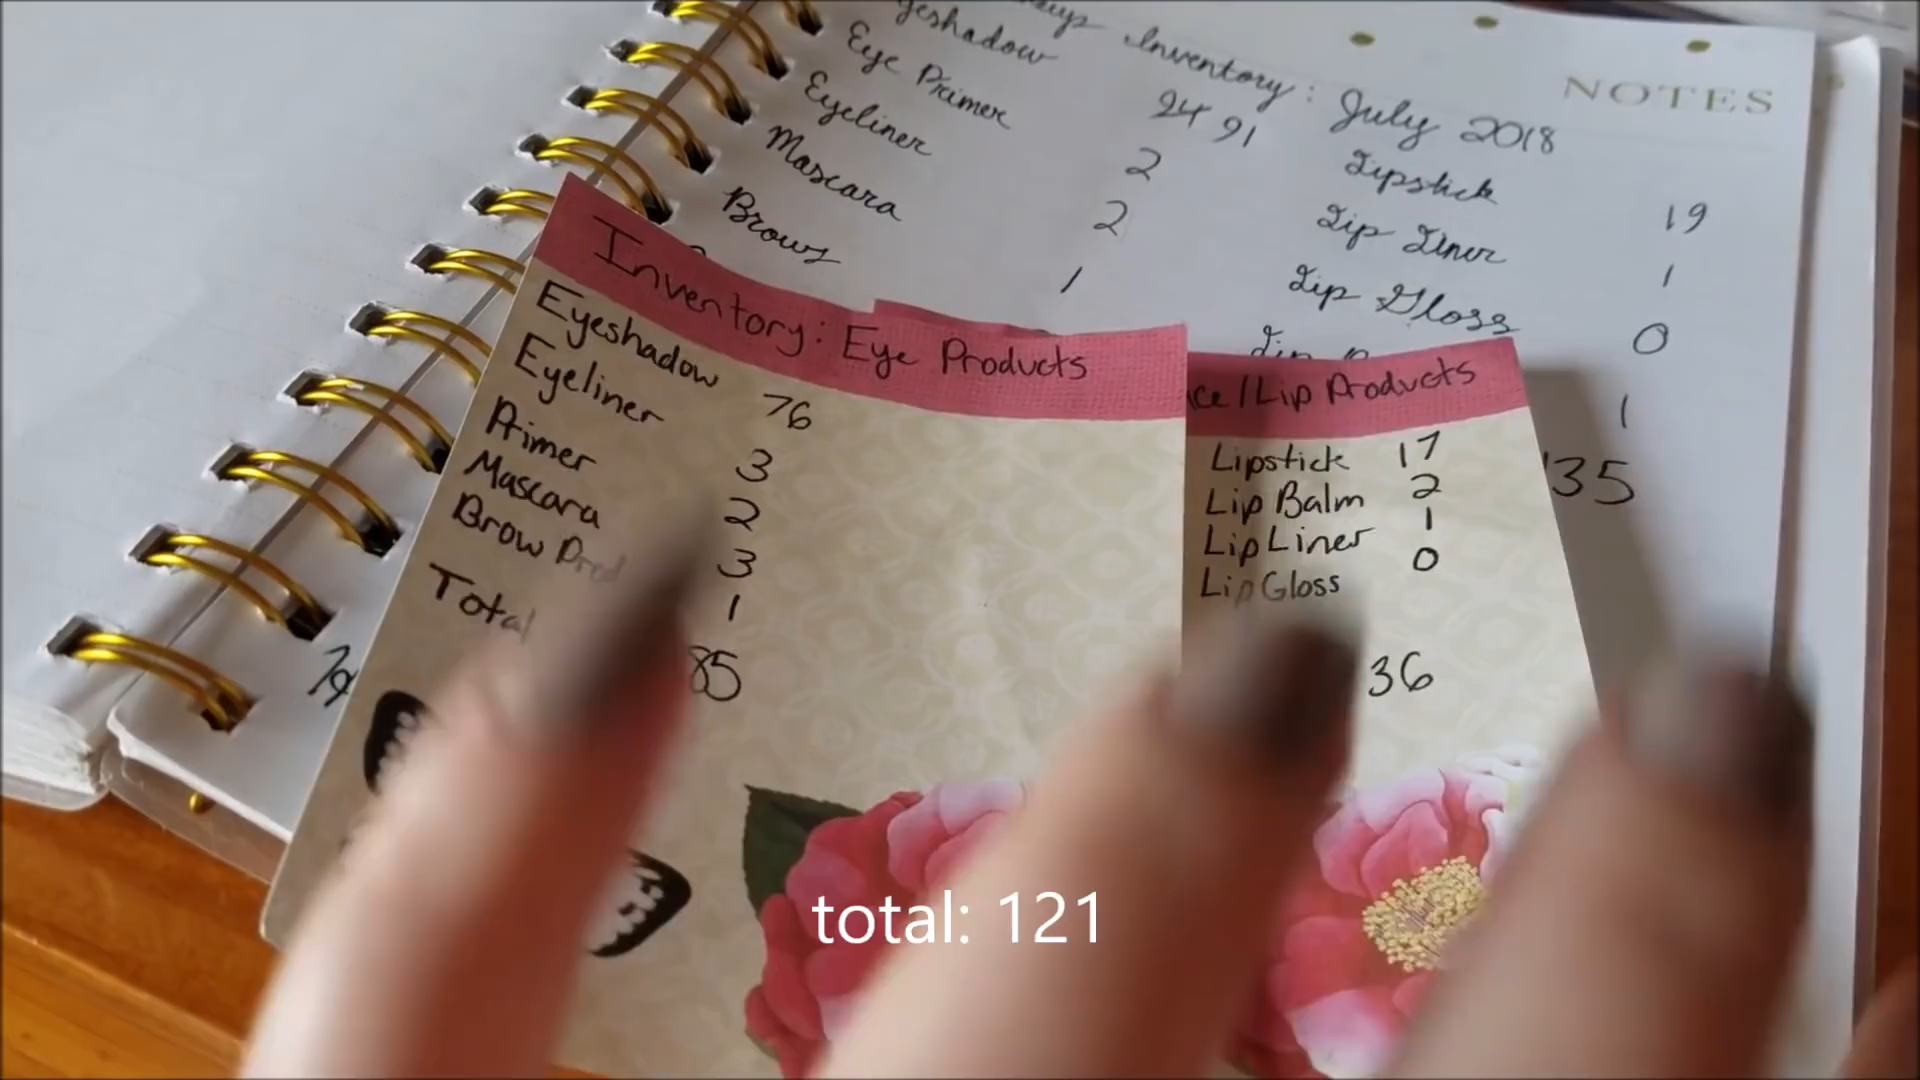 Inventory: July 2018
NOTES
Eyeshadow 24 91
Eye Primer 2
Eyeliner 2
Mascara 1
Brows
Lipstick 19
Lip Liner 1
Lip Gloss 0
1
135
Inventory: Eye Products
Eyeshadow 76
Eyeliner 3
Primer 2
Mascara 3
Brow Prod 1
Total 85
/Lip Products
Lipstick 17
Lip Balm 2
Lip Liner 1
Lip Gloss 0
36
total: 121